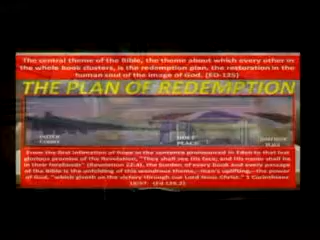 The central theme of the Bible, the theme about which every other in
the whole book clusters, is the redemption plan, the restoration in
the human soul of the image of God. {ED-125}
THE PLAN OF REDEMPTION
OUTER
COURT
HOLY
PLACE
PLACE
From the first intimation of hope in the sentence pronounced in Eden to that last
glorious promise of the Revelation, "They shall see His face; and His name shall be
in their foreheads" (Revelation 22:4), the burden of every book and every passage
of the Bible is the unfolding of this wondrous theme, -man's uplifting, -the power
of God, "which giveth us the victory through our Lord Jesus Christ." 1 Corinthians
15:57. {Ed 125.2}